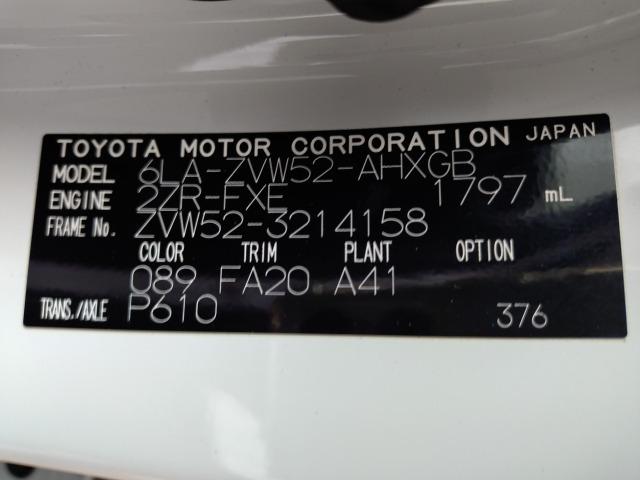 TOYOTA MOTOR CORPORATION JAPAN
MODEL 6LA-ZVW52-AHXGB
ENGINE 2ZR-FXE 1797 mL
FRAME No. ZVW52-3214158
COLOR TRIM PLANT OPTION
089 FA20 A41
TRANS./AXLE P610 376